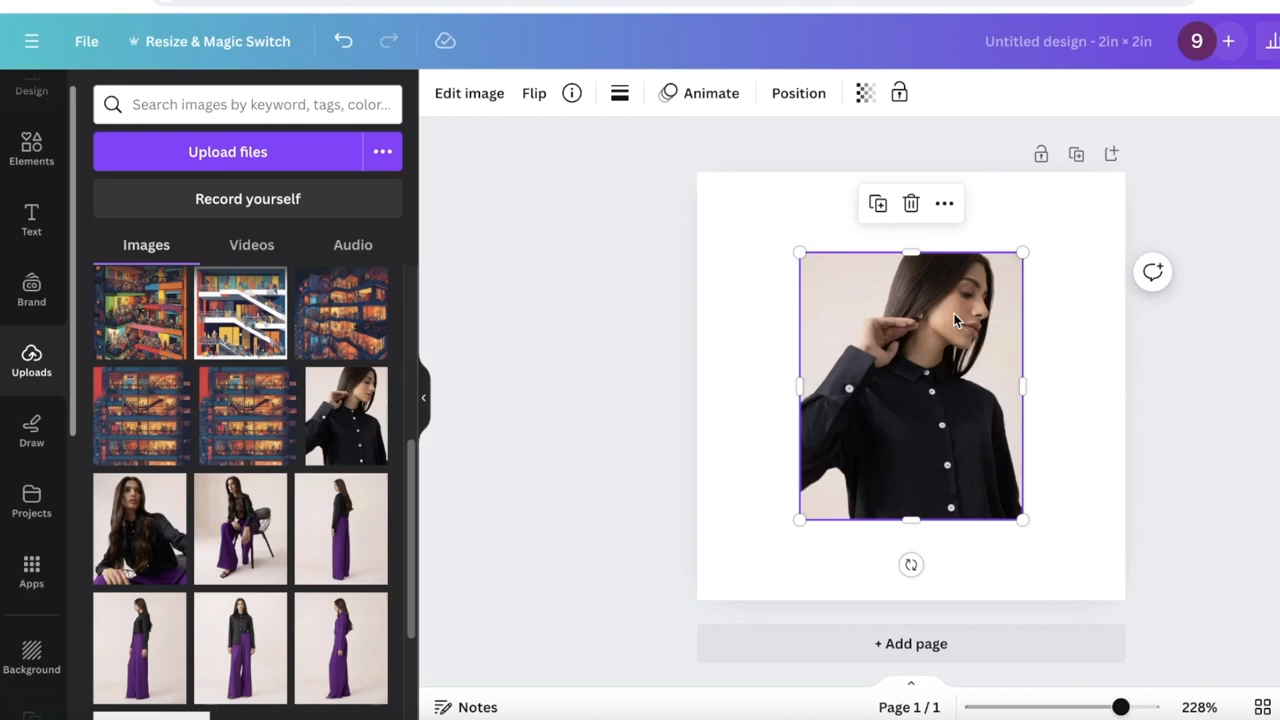 File
Resize & Magic Switch
Untitled design - 2in × 2in
9
+
Design
Elements
Text
Brand
Uploads
Draw
Projects
Apps
Background
Search images by keyword, tags, color...
Upload files
Record yourself
Images
Videos
Audio
Edit image
Flip
Animate
Position
+ Add page
Notes
Page 1 / 1
228%